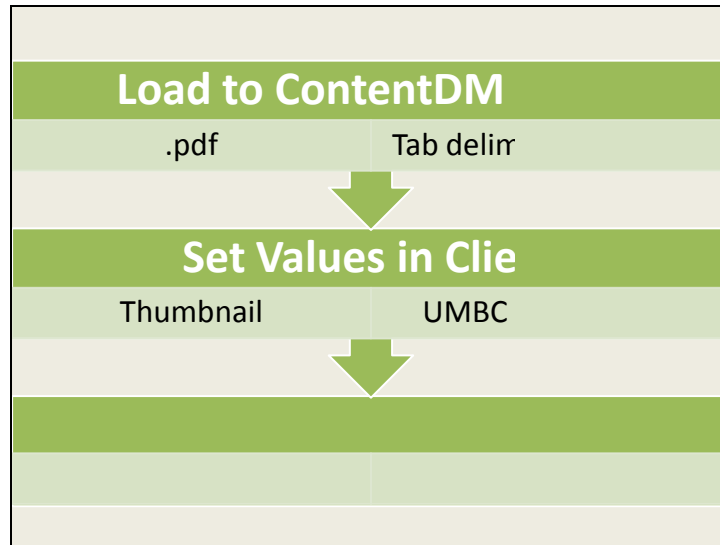 Load to ContentDM
.pdf Tab delim
Set Values in Clie
Thumbnail UMBC